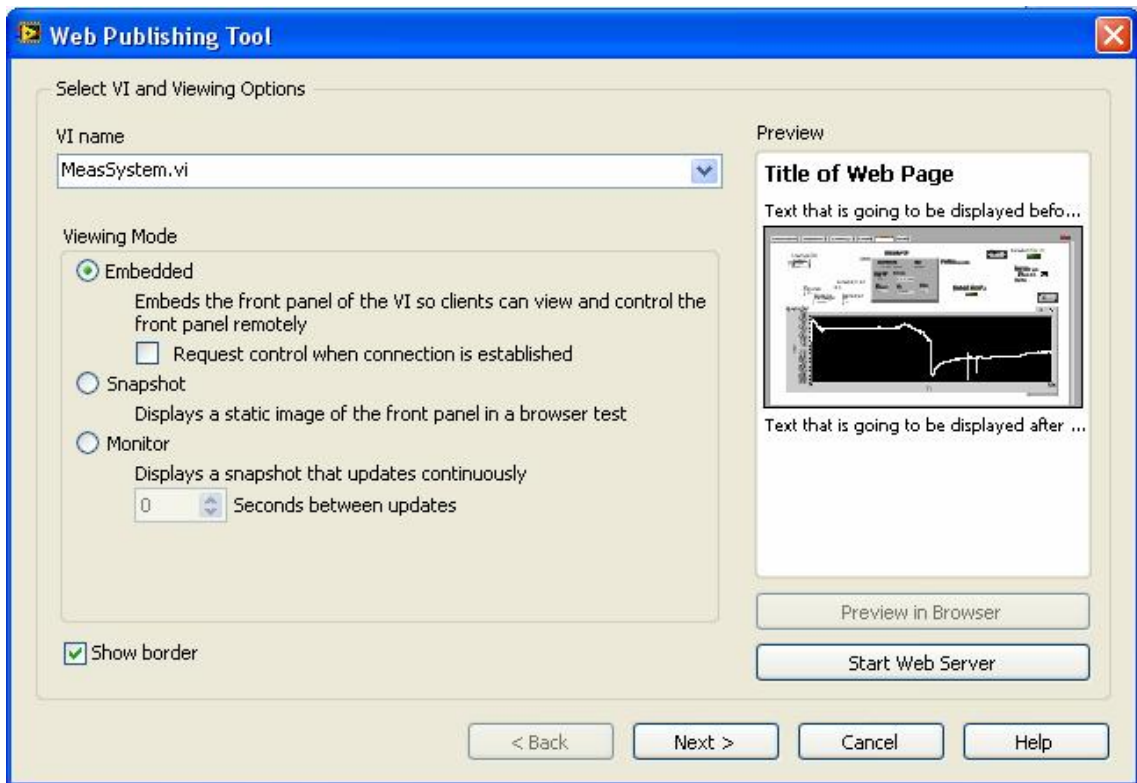 Web Publishing Tool
Select VI and Viewing Options
VI name
MeasSystem.vi
Viewing Mode
Embedded
Embeds the front panel of the VI so clients can view and control the
front panel remotely
Request control when connection is established
Snapshot
Displays a static image of the front panel in a browser test
Monitor
Displays a snapshot that updates continuously
0 Seconds between updates
Show border
Preview
Title of Web Page
Text that is going to be displayed befo...
Text that is going to be displayed after ...
Preview in Browser
Start Web Server
< Back
Next >
Cancel
Help